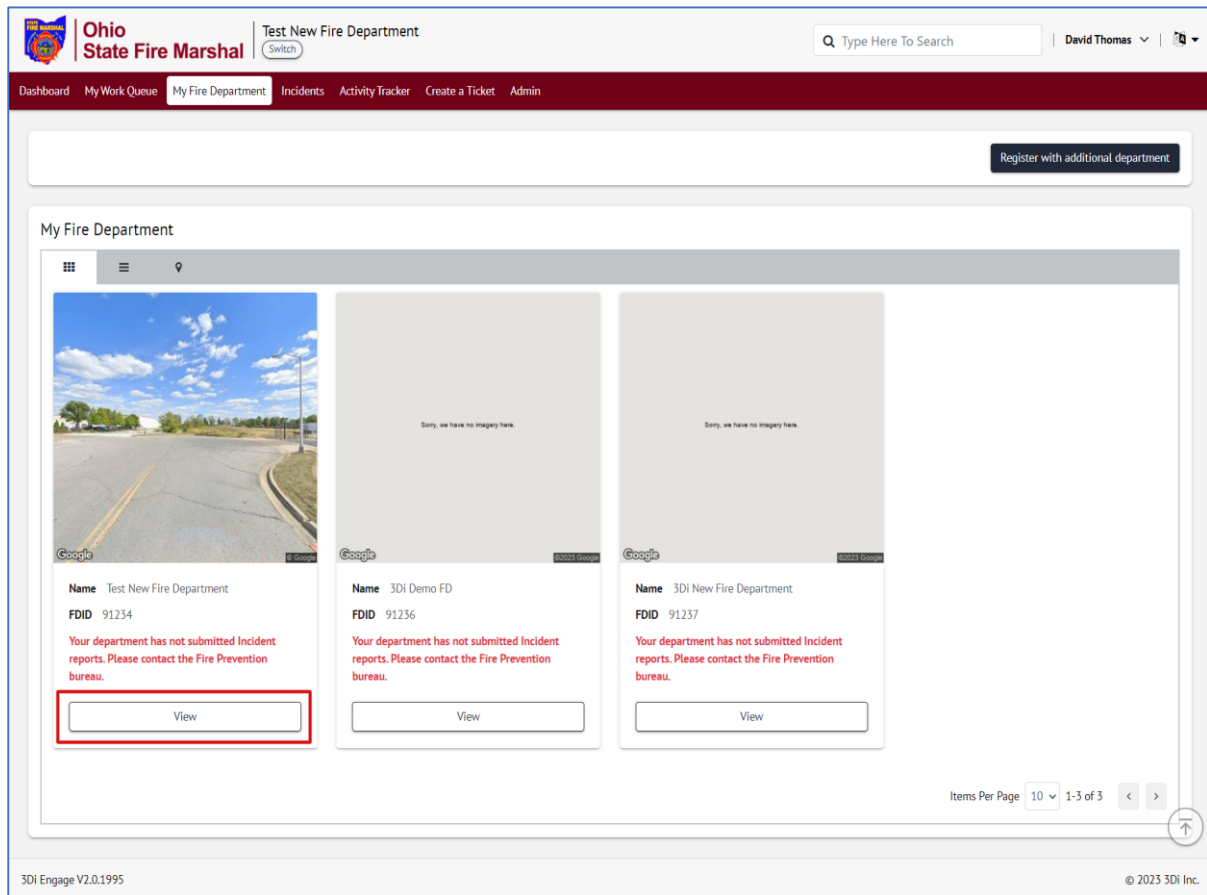 STATE FIRE MARSHAL
Ohio
State Fire Marshal
Test New Fire Department
Switch
Type Here To Search
David Thomas
Dashboard My Work Queue My Fire Department Incidents Activity Tracker Create a Ticket Admin
Register with additional department
My Fire Department
Sorry, we have no imagery here.
Sorry, we have no imagery here.
Google © Google
Google ©2023 Google
Google ©2023 Google
Name Test New Fire Department
FDID 91234
Your department has not submitted Incident
reports. Please contact the Fire Prevention
bureau.
View
Name 3Di Demo FD
FDID 91236
Your department has not submitted Incident
reports. Please contact the Fire Prevention
bureau.
View
Name 3Di New Fire Department
FDID 91237
Your department has not submitted Incident
reports. Please contact the Fire Prevention
bureau.
View
Items Per Page 10 1-3 of 3 < >
3Di Engage V2.0.1995
© 2023 3Di Inc.